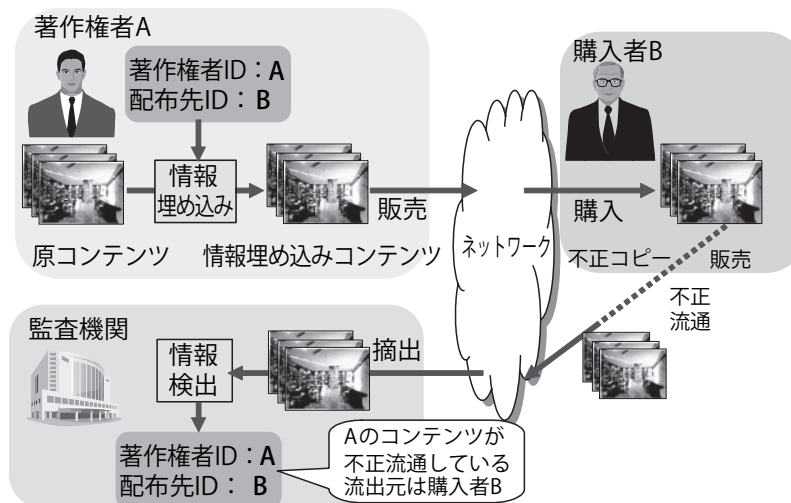 著作権者A
著作権者ID：A
配布先ID： B
情報
埋め込み
原コンテンツ
情報埋め込みコンテンツ
販売
ネットワーク
購入者B
購入
不正コピー
販売
不正
流通
監査機関
摘出
情報
検出
著作権者ID：A
配布先ID： B
Aのコンテンツが
不正流通している
流出元は購入者B